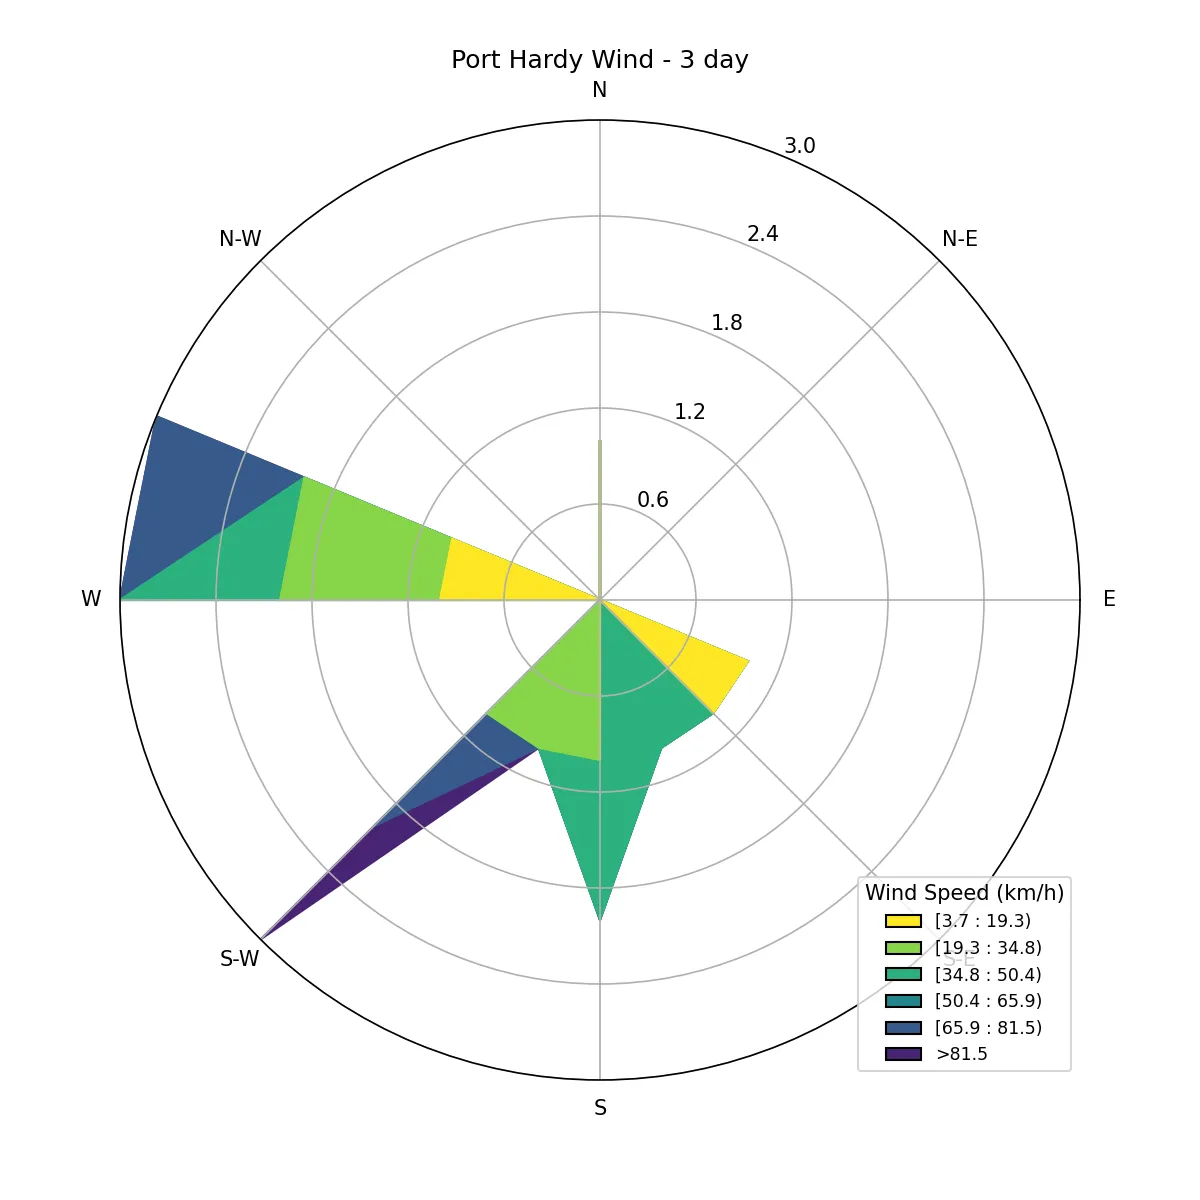 Port Hardy Wind - 3 day
N
3.0
N-W
2.4
N-E
1.8
1.2
0.6
W
E
Wind Speed (km/h)
[3.7 : 19.3)
[19.3 : 34.8)
S-W
S-E
[34.8 : 50.4)
[50.4 : 65.9)
[65.9 : 81.5)
>81.5
S